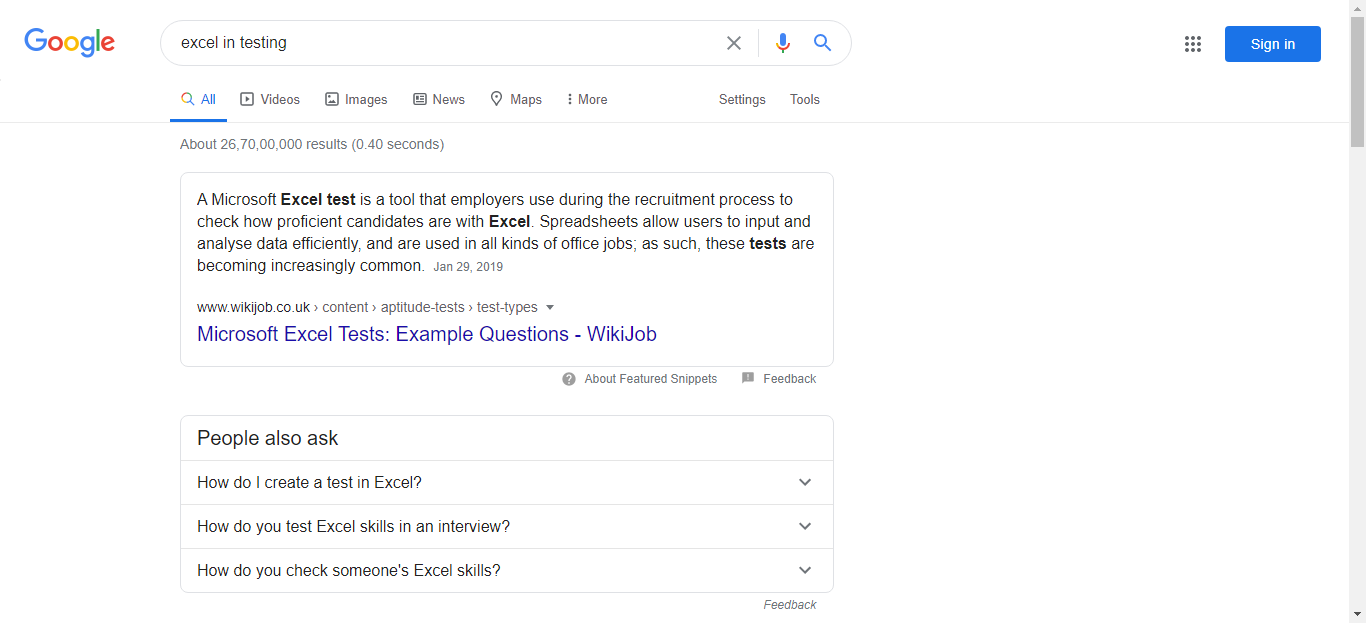 Google
excel in testing
Sign in
All Videos Images News Maps More Settings Tools
About 26,70,00,000 results (0.40 seconds)
A Microsoft Excel test is a tool that employers use during the recruitment process to
check how proficient candidates are with Excel. Spreadsheets allow users to input and
analyse data efficiently, and are used in all kinds of office jobs; as such, these tests are
becoming increasingly common. Jan 29, 2019
www.wikijob.co.uk › content › aptitude-tests › test-types
Microsoft Excel Tests: Example Questions - WikiJob
About Featured Snippets Feedback
People also ask
How do I create a test in Excel?
How do you test Excel skills in an interview?
How do you check someone's Excel skills?
Feedback